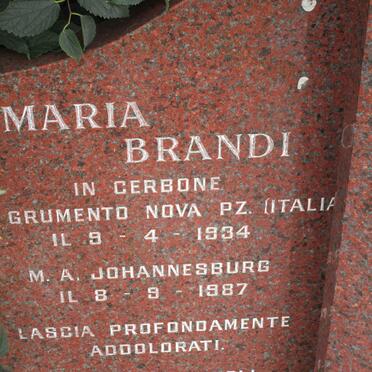 MARIA
BRANDI
IN CERBONE
GRUMENTO NOVA PZ. (ITALIA
IL 9 - 4 - 1934
M. A. JOHANNESBURG
IL 8 - 9 - 1987
LASCIA PROFONDAMENTE
ADDOLORATI.